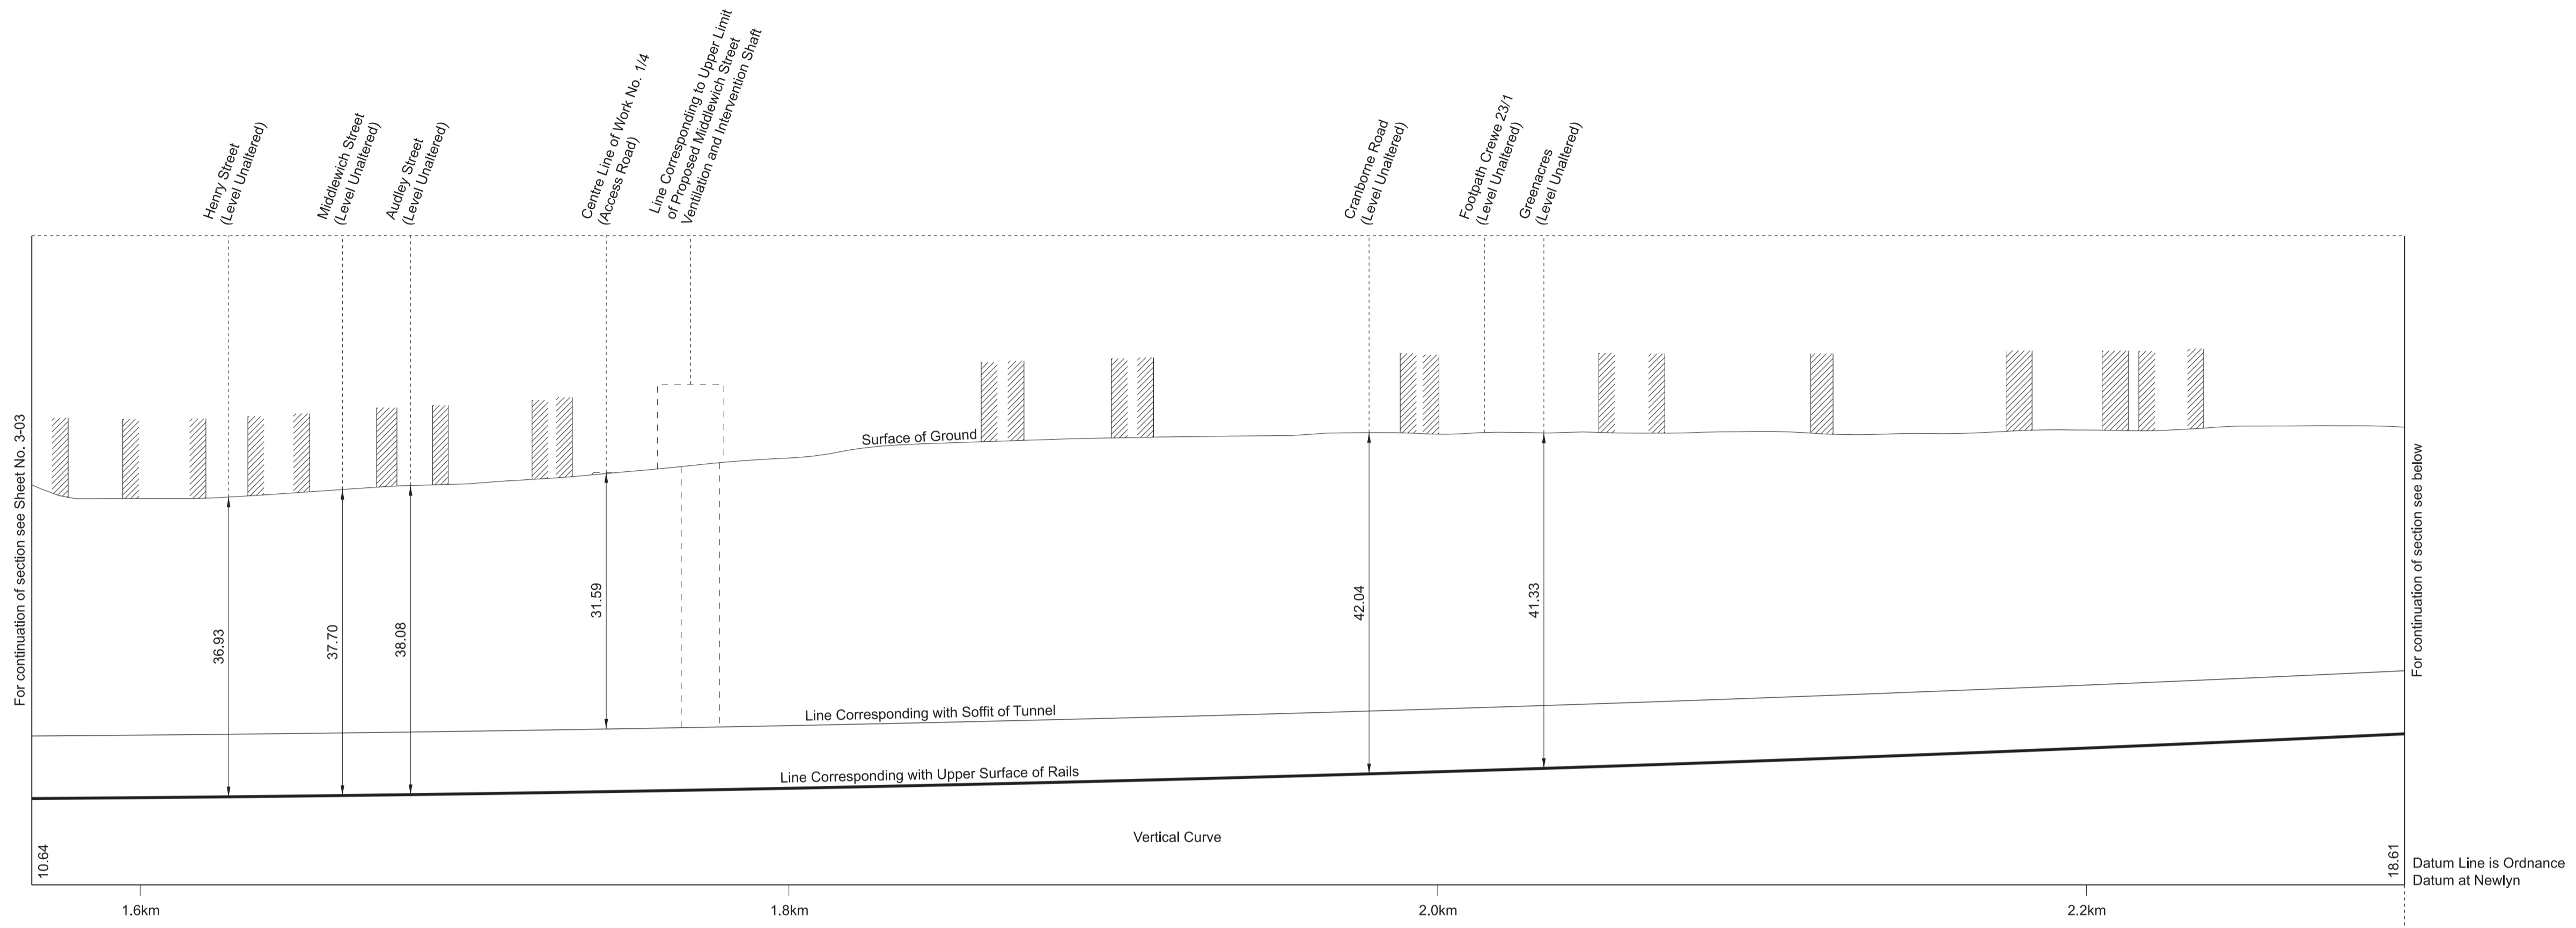 Henry Street
(Level Unaltered)
Middlewich Street
(Level Unaltered)
Audley Street
(Level Unaltered)
Centre Line of Work No. 1/4
(Access Road)
Line Corresponding to Upper Limit
of Proposed Middlewich Street
Ventilation and Intervention Shaft
Cranborne Road
(Level Unaltered)
Footpath Crewe 23/1
(Level Unaltered)
Greenacres
(Level Unaltered)
For continuation of section see Sheet No. 3-03
Surface of Ground
36.93
37.70
38.08
31.59
42.04
41.33
For continuation of section see below
Line Corresponding with Soffit of Tunnel
Line Corresponding with Upper Surface of Rails
Vertical Curve
10.64
18.61
Datum Line is Ordnance
Datum at Newlyn
1.6km
1.8km
2.0km
2.2km